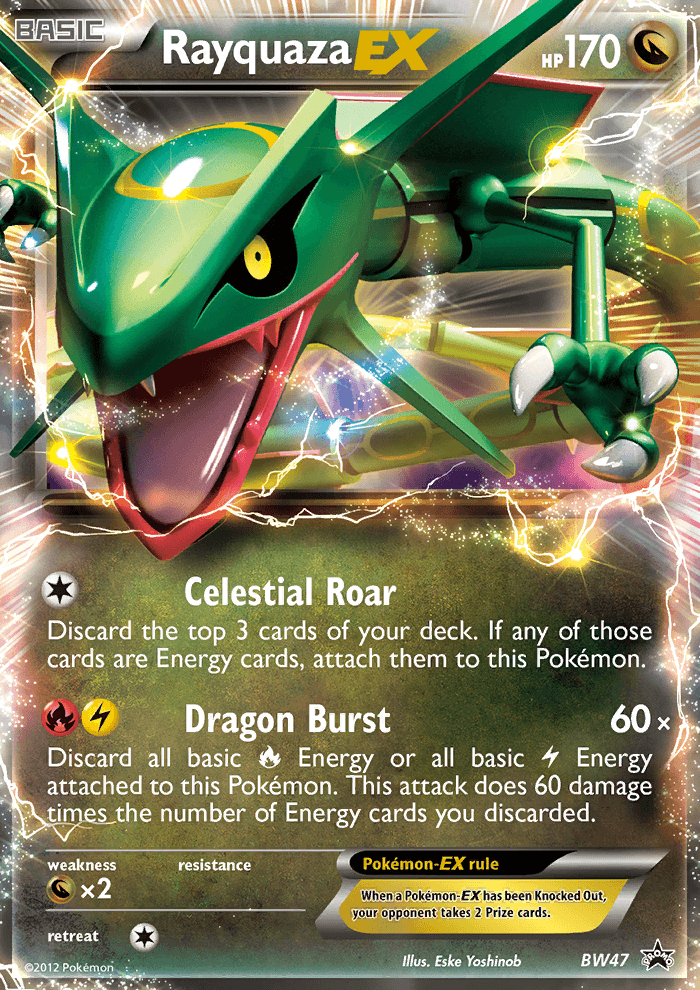 BASIC
Rayquaza EX HP170
Celestial Roar
Discard the top 3 cards of your deck. If any of those
cards are Energy cards, attach them to this Pokémon.
Dragon Burst 60×
Discard all basic Energy or all basic Energy
attached to this Pokémon. This attack does 60 damage
times the number of Energy cards you discarded.
weakness resistance
×2
Pokémon-EX rule
When a Pokémon-EX has been Knocked Out,
your opponent takes 2 Prize cards.
retreat
©2012 Pokémon Illus. Eske Yoshinob BW47 PROMO